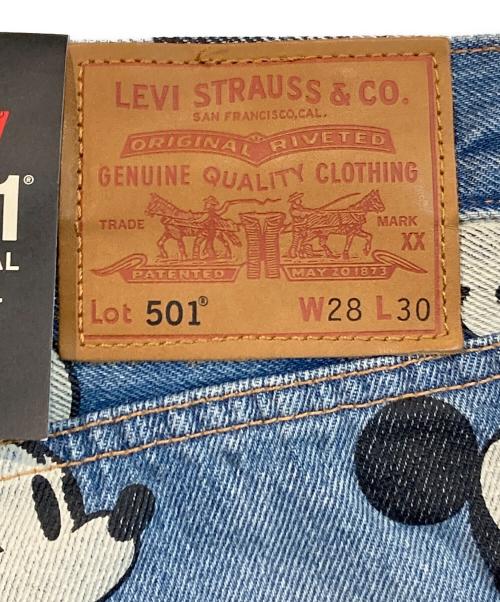 LEVI STRAUSS & CO.
SAN FRANCISCO, CAL.
ORIGINAL RIVETED
GENUINE QUALITY CLOTHING
TRADE MARK
XX
PATENTED MAY 20 1873
Lot 501® W28 L30
1®
AL